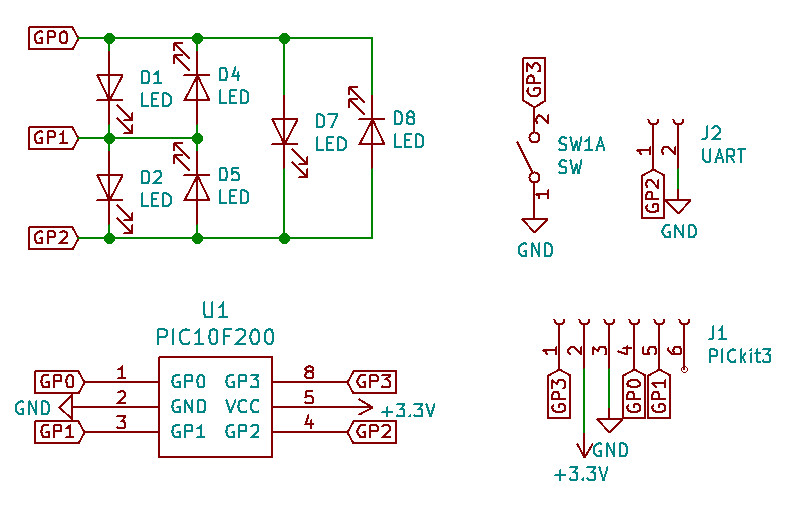 GP0
D1
LED
D4
LED
D7
LED
D8
LED
GP1
D2
LED
D5
LED
GP2
GP3
2
SW1A
SW
1
GND
J2
UART
1
2
GP2
GND
U1
PIC10F200
GP0
1
GP0
GP3
8
GP3
GND
2
GND
VCC
5
+3.3V
GP1
3
GP1
GP2
4
GP2
J1
PICkit3
1
2
3
4
5
6
GP3
GP0
GP1
GND
+3.3V